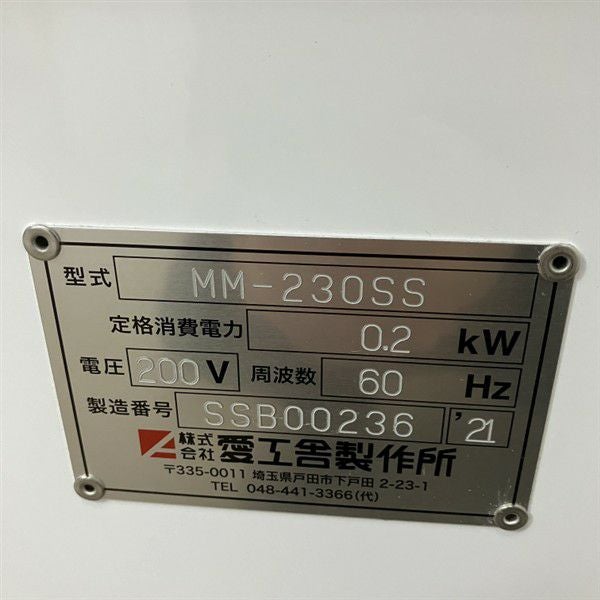 型式 MM-230SS
定格消費電力 0.2 kW
電圧 200 V 周波数 60 Hz
製造番号 SSB00236 '21
株式会社 愛工舎製作所
〒335-0011 埼玉県戸田市下戸田 2-23-1
TEL 048-441-3366(代)